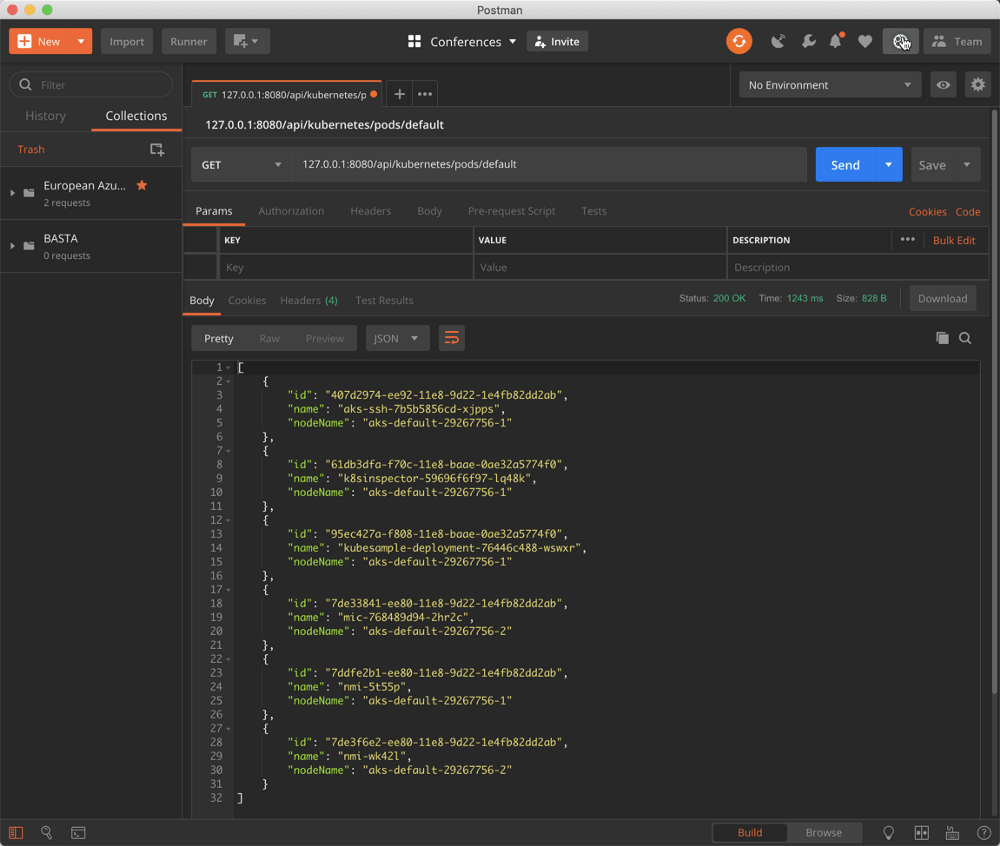 Postman
New Import Runner Conferences Invite Team
Filter
History Collections
Trash
European Azu...
2 requests
BASTA
0 requests
GET 127.0.0.1:8080/api/kubernetes/p
No Environment
127.0.0.1:8080/api/kubernetes/pods/default
GET 127.0.0.1:8080/api/kubernetes/pods/default Send Save
Params Authorization Headers Body Pre-request Script Tests Cookies Code
KEY VALUE DESCRIPTION Bulk Edit
Key Value Description
Body Cookies Headers (4) Test Results Status: 200 OK Time: 1243 ms Size: 828 B Download
Pretty Raw Preview JSON
1 [
2 {
3 "id": "407d2974-ee92-11e8-9d22-1e4fb82dd2ab",
4 "name": "aks-ssh-7b5b5856cd-xjpps",
5 "nodeName": "aks-default-29267756-1"
6 },
7 {
8 "id": "61db3dfa-f70c-11e8-baae-0ae32a5774f0",
9 "name": "k8sinspector-59696f6f97-lq48k",
10 "nodeName": "aks-default-29267756-1"
11 },
12 {
13 "id": "95ec427a-f808-11e8-baae-0ae32a5774f0",
14 "name": "kubesample-deployment-76446c488-wswxr",
15 "nodeName": "aks-default-29267756-1"
16 },
17 {
18 "id": "7de33841-ee80-11e8-9d22-1e4fb82dd2ab",
19 "name": "mic-768489d94-2hr2c",
20 "nodeName": "aks-default-29267756-2"
21 },
22 {
23 "id": "7ddfe2b1-ee80-11e8-9d22-1e4fb82dd2ab",
24 "name": "nmi-5t55p",
25 "nodeName": "aks-default-29267756-1"
26 },
27 {
28 "id": "7de3f6e2-ee80-11e8-9d22-1e4fb82dd2ab",
29 "name": "nmi-wk42l",
30 "nodeName": "aks-default-29267756-2"
31 }
32 ]
Build Browse